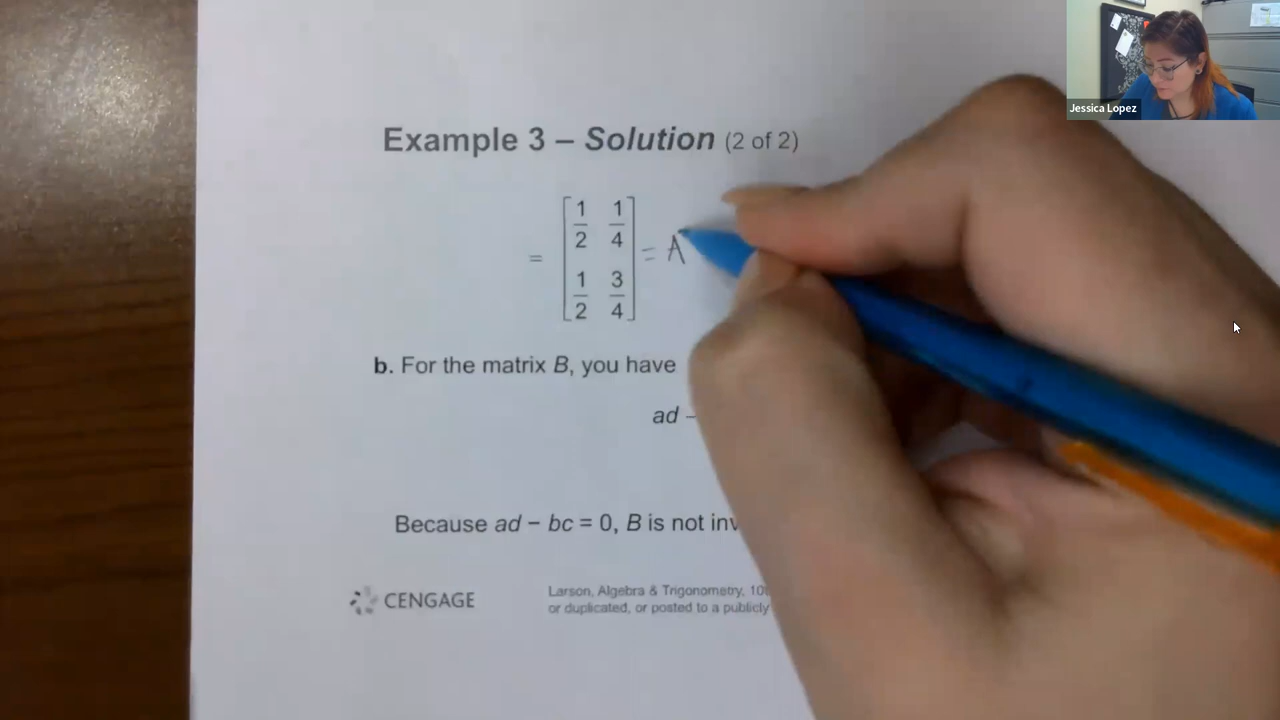 Jessica Lopez
Example 3 – Solution (2 of 2)
= [1/2 1/4
1/2 3/4] = A
b. For the matrix B, you have
ad –
Because ad – bc = 0, B is not inv
CENGAGE
Larson, Algebra & Trigonometry,
or duplicated, or posted to a publicly